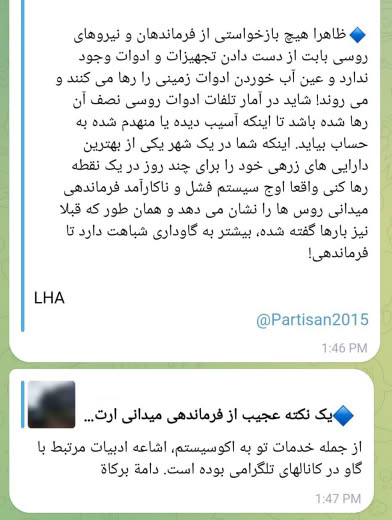 🔷ظاهرا هیچ بازخواستی از فرماندهان و نیروهای
روسی بابت از دست دادن تجهیزات و ادوات وجود
ندارد و عین آب خوردن ادوات زمینی را رها می کنند و
می روند! شاید در آمار تلفات ادوات روسی نصف آن
رها شده باشد تا اینکه آسیب دیده یا منهدم شده به
حساب بیاید. اینکه شما در یک شهر یکی از بهترین
دارایی های زرهی خود را برای چند روز در یک نقطه
رها کنی واقعا اوج سیستم فشل و ناکارآمد فرماندهی
میدانی روس ها را نشان می دهد و همان طور که قبلا
نیز بارها گفته شده، بیشتر به گاوداری شباهت دارد تا
فرماندهی!
LHA
@Partisan2015
1:46 PM
🔷یک نکته عجیب از فرماندهی میدانی ارت...
از جمله خدمات تو به اکوسیستم، اشاعه ادبیات مرتبط با
گاو در کانالهای تلگرامی بوده است. دامة برکاة
1:47 PM